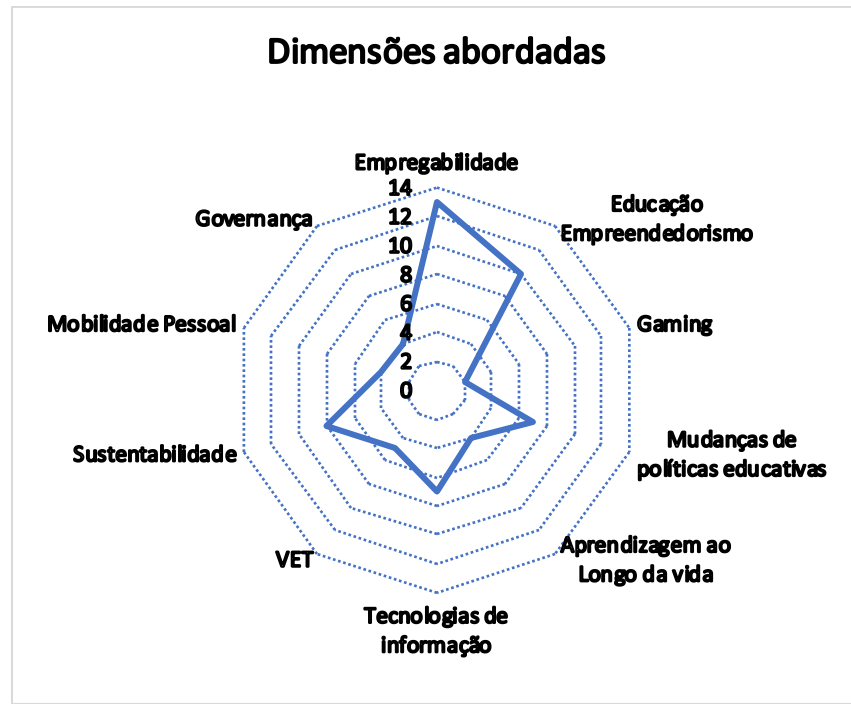 Dimensões abordadas
Empregabilidade
14
12
10
8
6
4
2
0
Educação
Empreendedorismo
Gaming
Mudanças de
políticas educativas
Aprendizagem ao
Longo da vida
Tecnologias de
informação
VET
Sustentabilidade
Mobilidade Pessoal
Governança